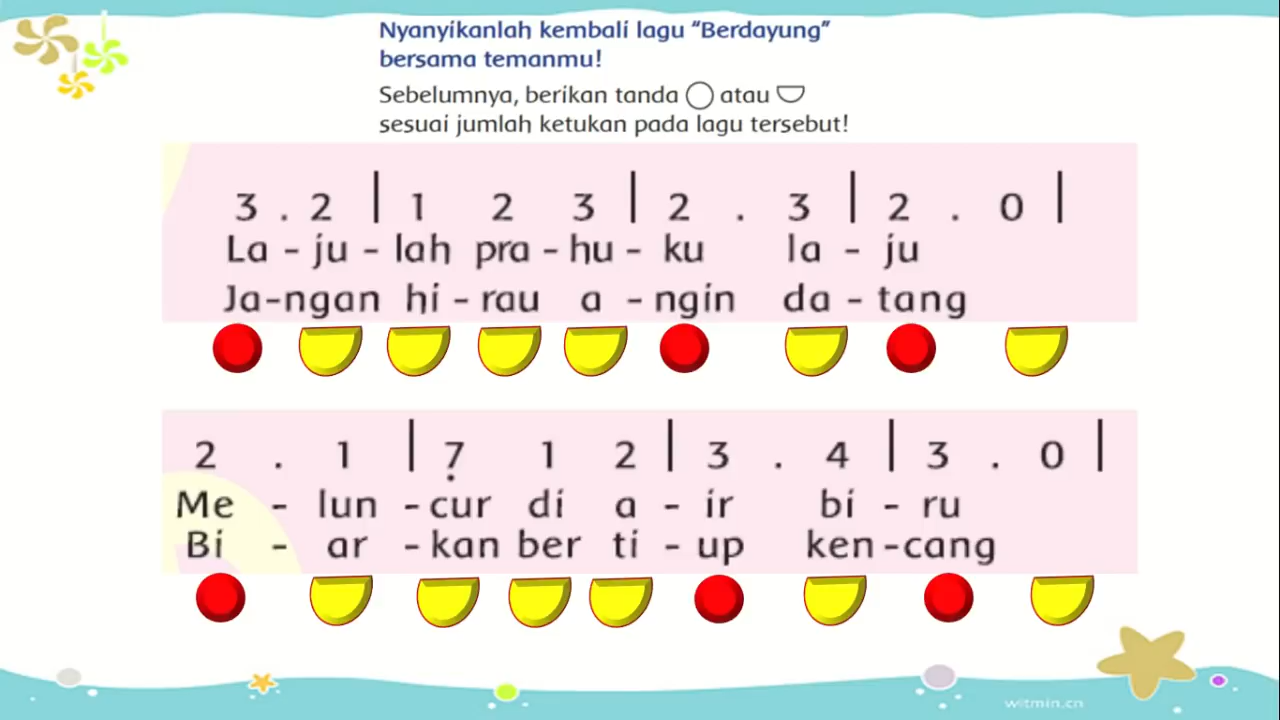 Nyanyikanlah kembali lagu “Berdayung”
bersama temanmu!
Sebelumnya, berikan tanda ◯ atau ◡
sesuai jumlah ketukan pada lagu tersebut!
3 . 2 | 1 2 3 | 2 . 3 | 2 . 0 |
La - ju - lah pra - hu - ku la - ju
Ja-ngan hi - rau a - ngin da - tang
2 . 1 | 7̣ 1 2 | 3 . 4 | 3 . 0 |
Me - lun - cur di a - ir bi - ru
Bi - ar - kan ber ti - up ken -cang
witmin.cn